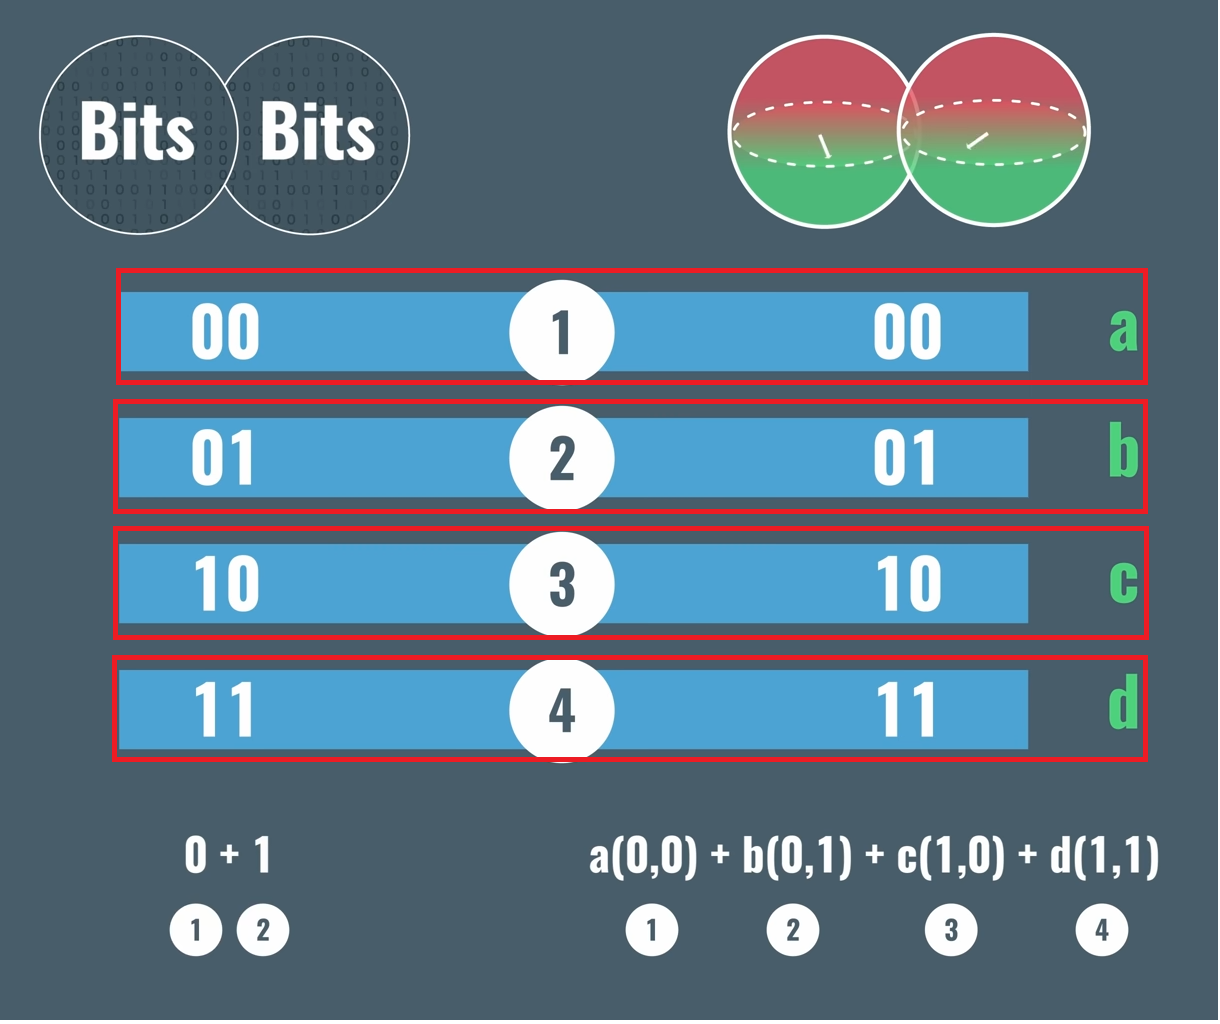 Bits Bits
00 1 00 a
01 2 01 b
10 3 10 c
11 4 11 d
0 + 1 a(0,0) + b(0,1) + c(1,0) + d(1,1)
1 2 1 2 3 4